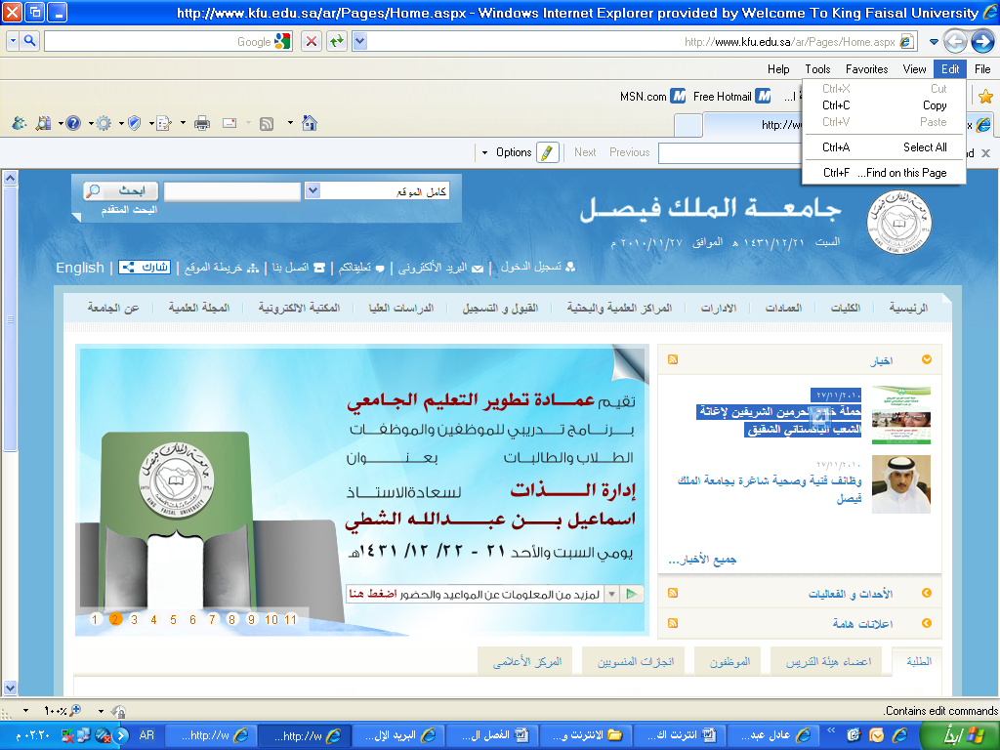 http://www.kfu.edu.sa/ar/Pages/Home.aspx - Windows Internet Explorer provided by Welcome To King Faisal University
Google
http://www.kfu.edu.sa/ar/Pages/Home.aspx
File Edit View Favorites Tools Help
Cut Ctrl+X
Copy Ctrl+C
Paste Ctrl+V
Select All Ctrl+A
Find on this Page... Ctrl+F
Free Hotmail MSN.com
Previous Next Options
كامل الموقع ابحث
البحث المتقدم
جامعة الملك فيصل
السبت ١٤٣١/١٢/٢١ هـ الموافق ٢٠١٠/١١/٢٧ م
تسجيل الدخول | البريد الألكترونى | تعليقاتكم | اتصل بنا | خريطة الموقع | شارك | English
الرئيسية الكليات العمادات الادارات المراكز العلمية والبحثية القبول و التسجيل الدراسات العليا المكتبة الالكترونية المجلة العلمية عن الجامعة
اخبار
٢٧/١١/٢٠١٠
حملة خادم الحرمين الشريفين لإغاثة
الشعب الباكستاني الشقيق
٢٧/١١/٢٠١٠
وظائف فنية وصحية شاغرة بجامعة الملك
فيصل
جميع الأخبار...
الأحداث و الفعاليات
اعلانات هامة
تقيم عمادة تطوير التعليم الجامعي
برنامج تدريبي للموظفين والموظفات
الطلاب والطالبات بعنوان
إدارة الذات لسعادة الاستاذ
اسماعيل بن عبدالله الشطي
يومي السبت والأحد ٢١ - ٢٢/ ١٢/ ١٤٣١هـ
لمزيد من المعلومات عن المواعيد والحضور اضغط هنا
جامعة الملك فيصل
KING FAISAL UNIVERSITY
1 2 3 4 5 6 7 8 9 10 11
الطلبة اعضاء هيئة التدريس الموظفون انجازات المنسوبين المركز الأعلامى
Contains edit commands.
١٠٠%
ابدأ
عادل عبد... انترنت اك... الانترنت و... الفصل ال... البريد الإل... http://w... http://w... AR ٠٢:٢٠ م